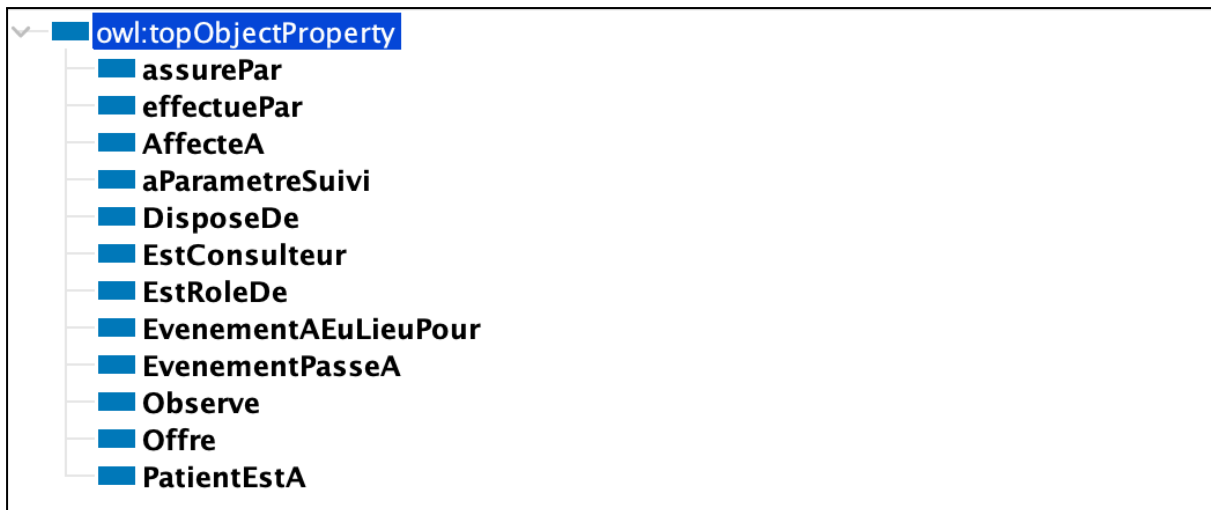 owl:topObjectProperty
assurePar
effectuePar
AffecteA
aParametreSuivi
DisposeDe
EstConsulteur
EstRoleDe
EvenementAEuLieuPour
EvenementPasseA
Observe
Offre
PatientEstA